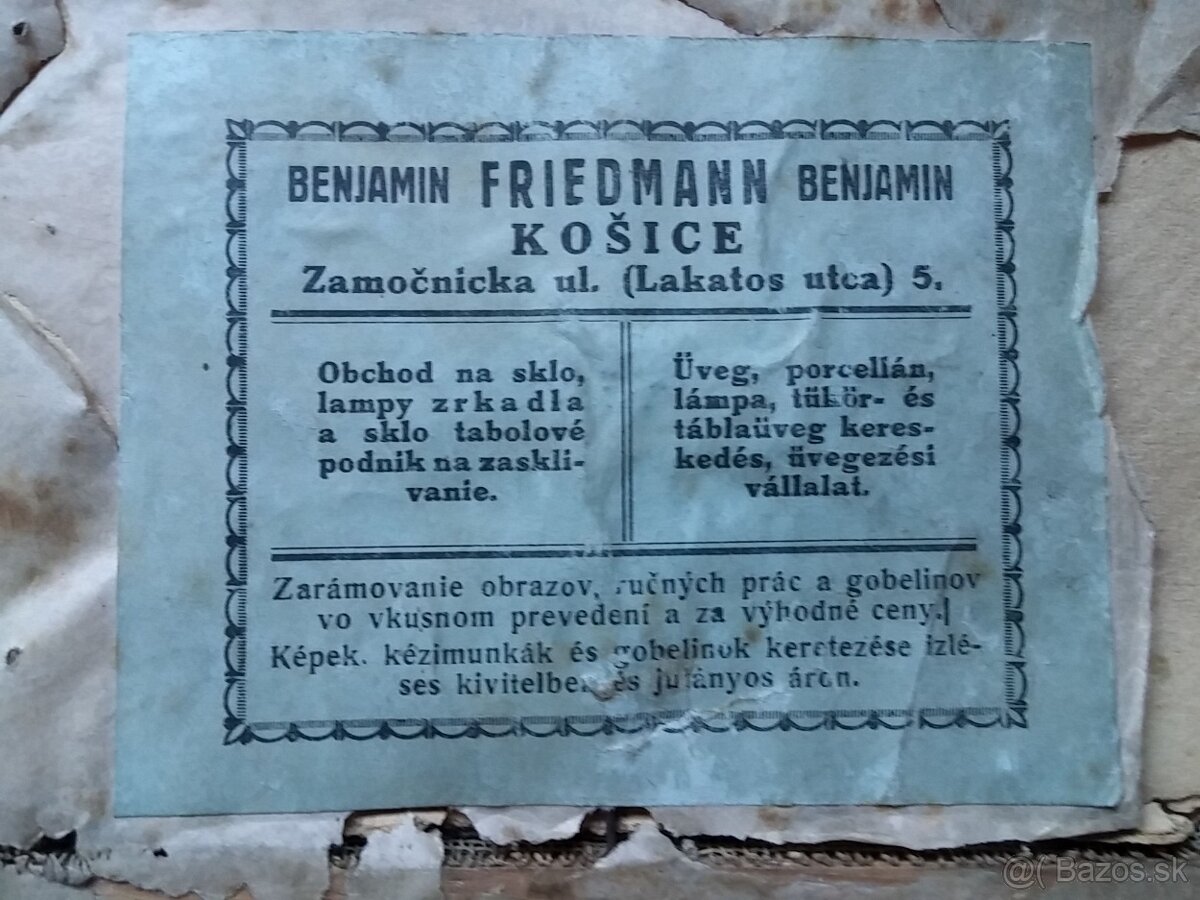 BENJAMIN FRIEDMANN BENJAMIN
KOŠICE
Zamočnicka ul. (Lakatos utca) 5.
Obchod na sklo,
lampy zrkadla
a sklo tabolové
podnik na zaskli-
vanie.
Üveg, porcellán,
lámpa, tükör- és
táblaüveg keres-
kedés, üvegezési
vállalat.
Zarámovanie obrazov, ručných prác a gobelinov
vo vkusnom prevedení a za výhodné ceny.
Képek, kézimunkák és gobelinok keretezése izlé-
ses kivitelben és jutányos áron.
@( Bazos.sk